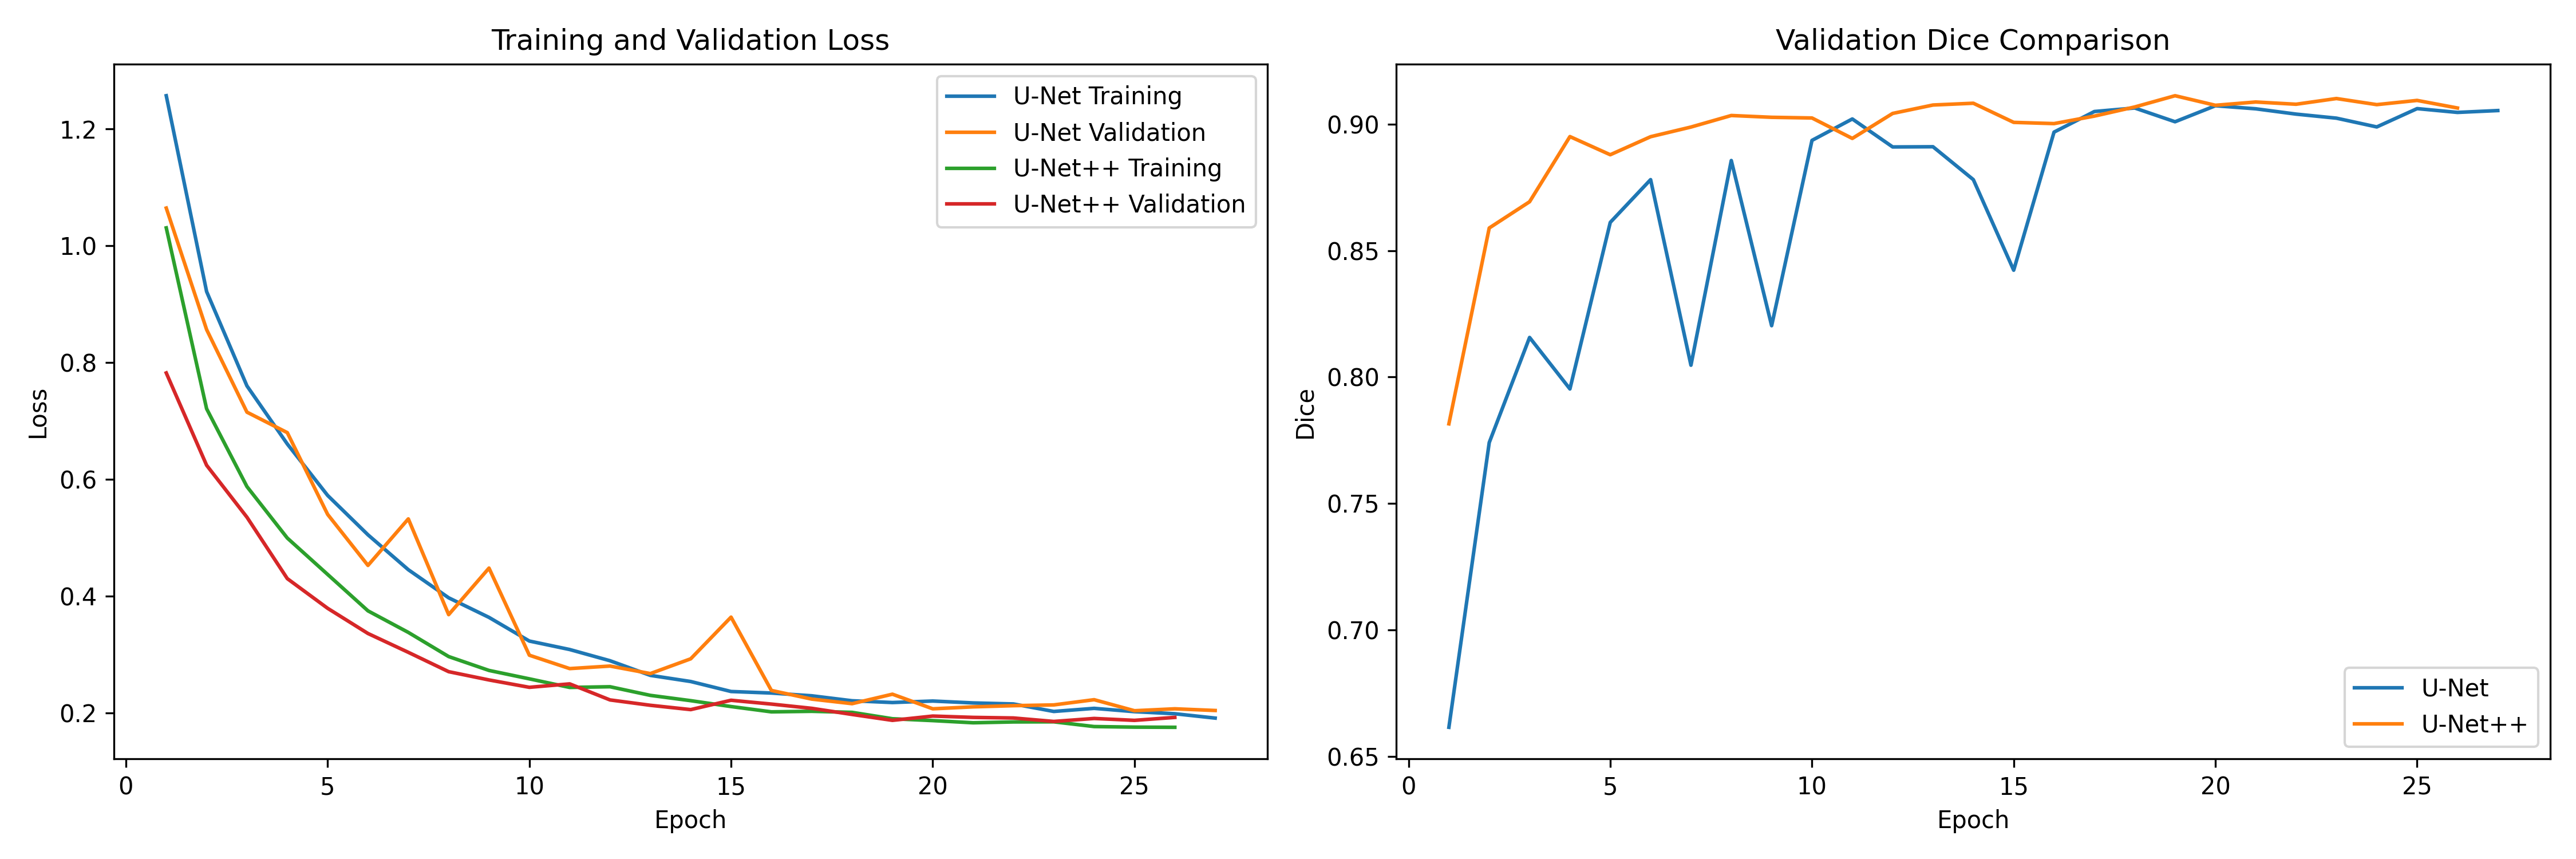 Training and Validation Loss
U-Net Training
U-Net Validation
U-Net++ Training
U-Net++ Validation
1.2
1.0
0.8
0.6
0.4
0.2
Loss
0 5 10 15 20 25
Epoch
Validation Dice Comparison
0.90
0.85
0.80
0.75
0.70
0.65
Dice
U-Net
U-Net++
0 5 10 15 20 25
Epoch